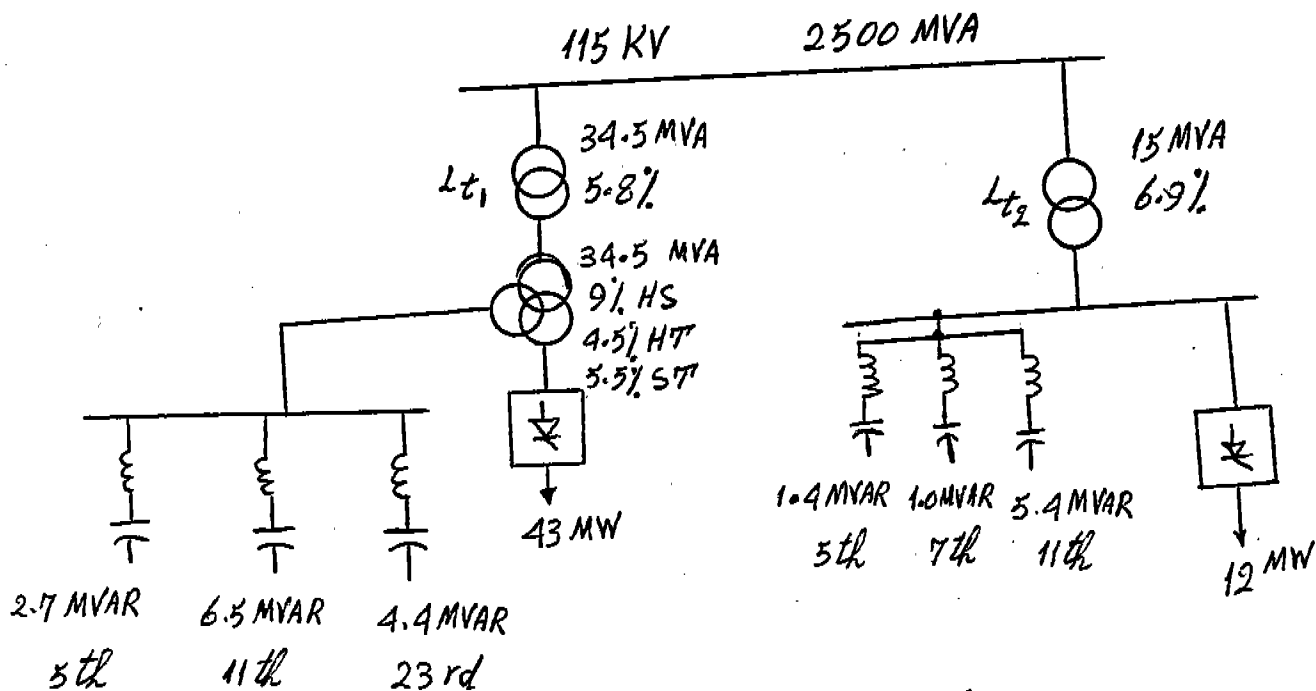 115 KV 2500 MVA
34.5 MVA
Lt1 5.8%
34.5 MVA
9% HS
4.5% HT
5.5% ST
43 MW
2.7 MVAR 6.5 MVAR 4.4 MVAR
5th 11th 23rd
15 MVA
Lt2 6.9%
1.4 MVAR 1.0 MVAR 5.4 MVAR
5th 7th 11th
12 MW